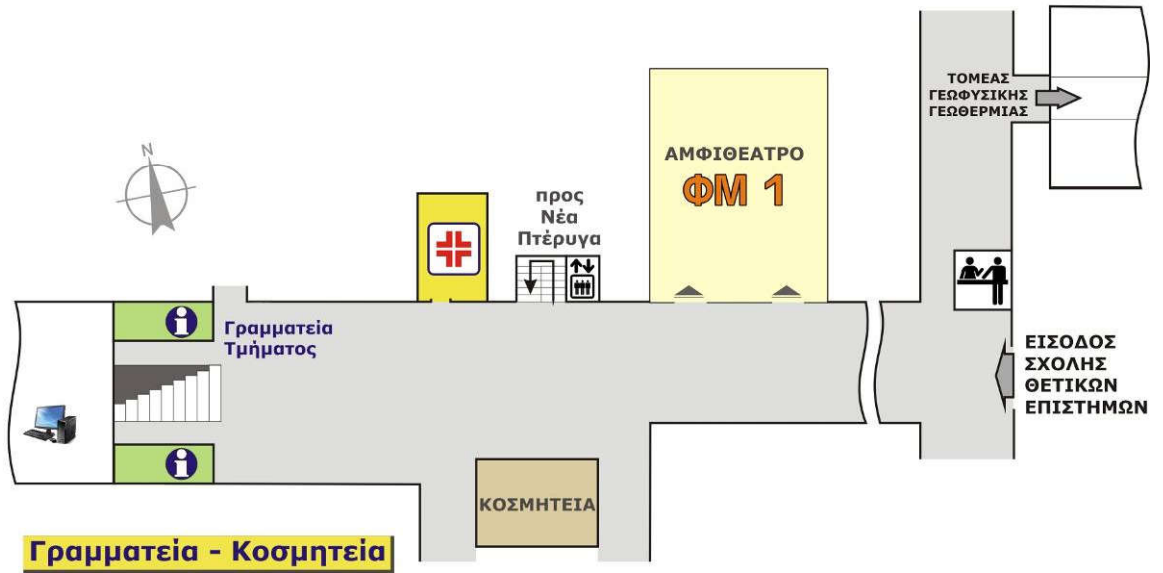 ΤΟΜΕΑΣ
ΓΕΩΦΥΣΙΚΗΣ
ΓΕΩΘΕΡΜΙΑΣ
N
ΑΜΦΙΘΕΑΤΡΟ
ΦΜ 1
προς
Νέα
Πτέρυγα
i
Γραμματεία
Τμήματος
ΕΙΣΟΔΟΣ
ΣΧΟΛΗΣ
ΘΕΤΙΚΩΝ
ΕΠΙΣΤΗΜΩΝ
i
ΚΟΣΜΗΤΕΙΑ
Γραμματεία - Κοσμητεία